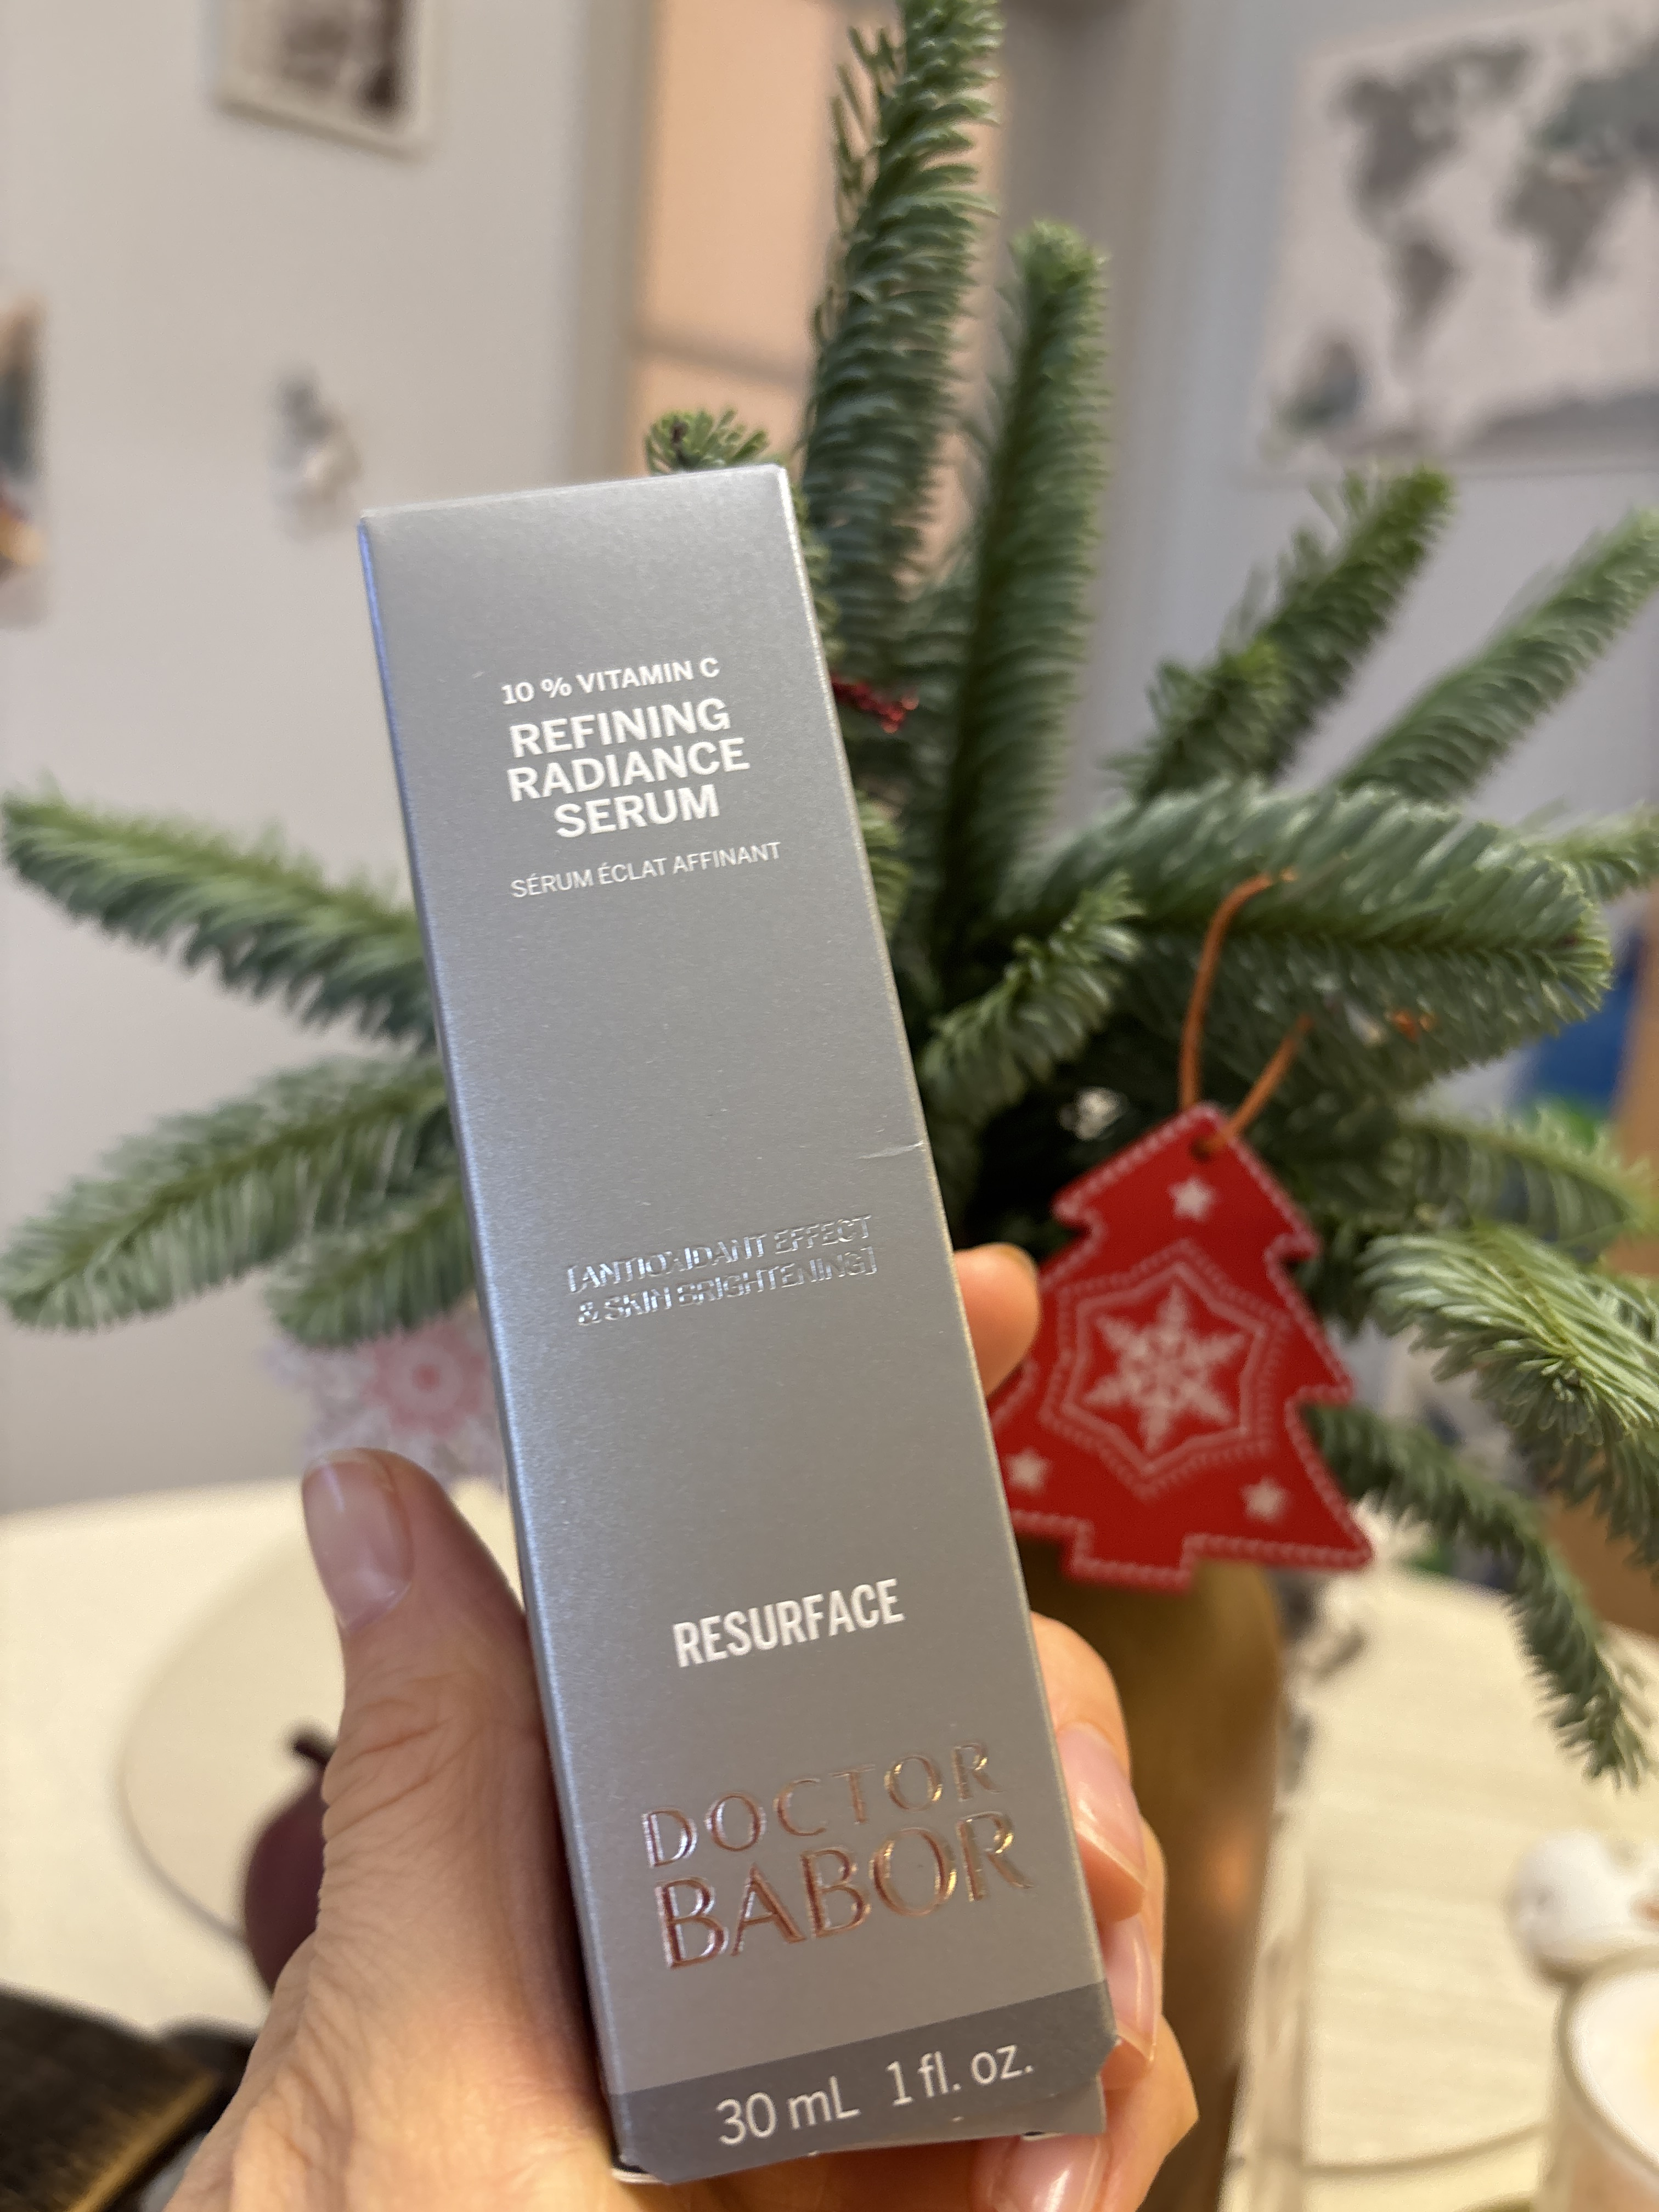 10 % VITAMIN C
REFINING
RADIANCE
SERUM
SÉRUM ÉCLAT AFFINANT
[ANTIOXIDANT EFFECT
& SKIN BRIGHTENING]
RESURFACE
DOCTOR
BABOR
30 mL 1 fl. oz.